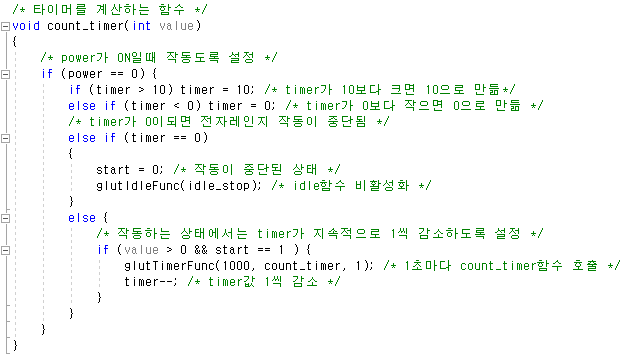 /* 타이머를 계산하는 함수 */
void count_timer(int value)
{
/* power가 ON일때 작동도록 설정 */
if (power == 0) {
if (timer > 10) timer = 10; /* timer가 10보다 크면 10으로 만듦*/
else if (timer < 0) timer = 0; /* timer가 0보다 작으면 0으로 만듦 */
/* timer가 0이되면 전자레인지 작동이 중단됨 */
else if (timer == 0)
{
start = 0; /* 작동이 중단된 상태 */
glutIdleFunc(idle_stop); /* idle함수 비활성화 */
}
else {
/* 작동하는 상태에서는 timer가 지속적으로 1씩 감소하도록 설정 */
if (value > 0 && start == 1 ) {
glutTimerFunc(1000, count_timer, 1); /* 1초마다 count_timer함수 호출 */
timer--; /* timer값 1씩 감소 */
}
}
}
}